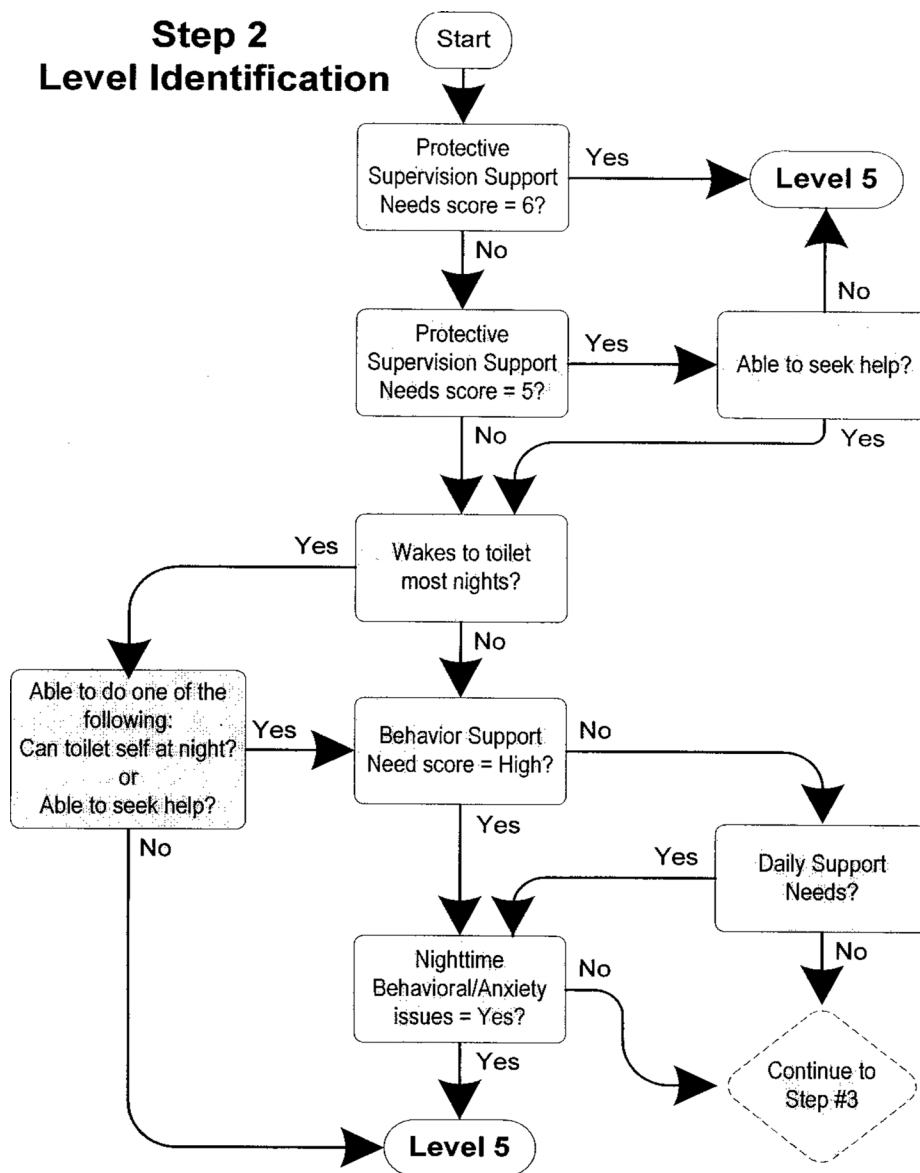 Step 2
Level Identification
Start
Protective
Supervision Support
Needs score = 6?
Yes
Level 5
No
No
Protective
Supervision Support
Needs score = 5?
Yes
Able to seek help?
No
Yes
Yes
Wakes to toilet
most nights?
No
Able to do one of the
following:
Can toilet self at night?
or
Able to seek help?
Yes
Behavior Support
Need score = High?
No
No
Yes
Yes
Daily Support
Needs?
Nighttime
Behavioral/Anxiety
issues = Yes?
No
No
Yes
Continue to
Step #3
Level 5